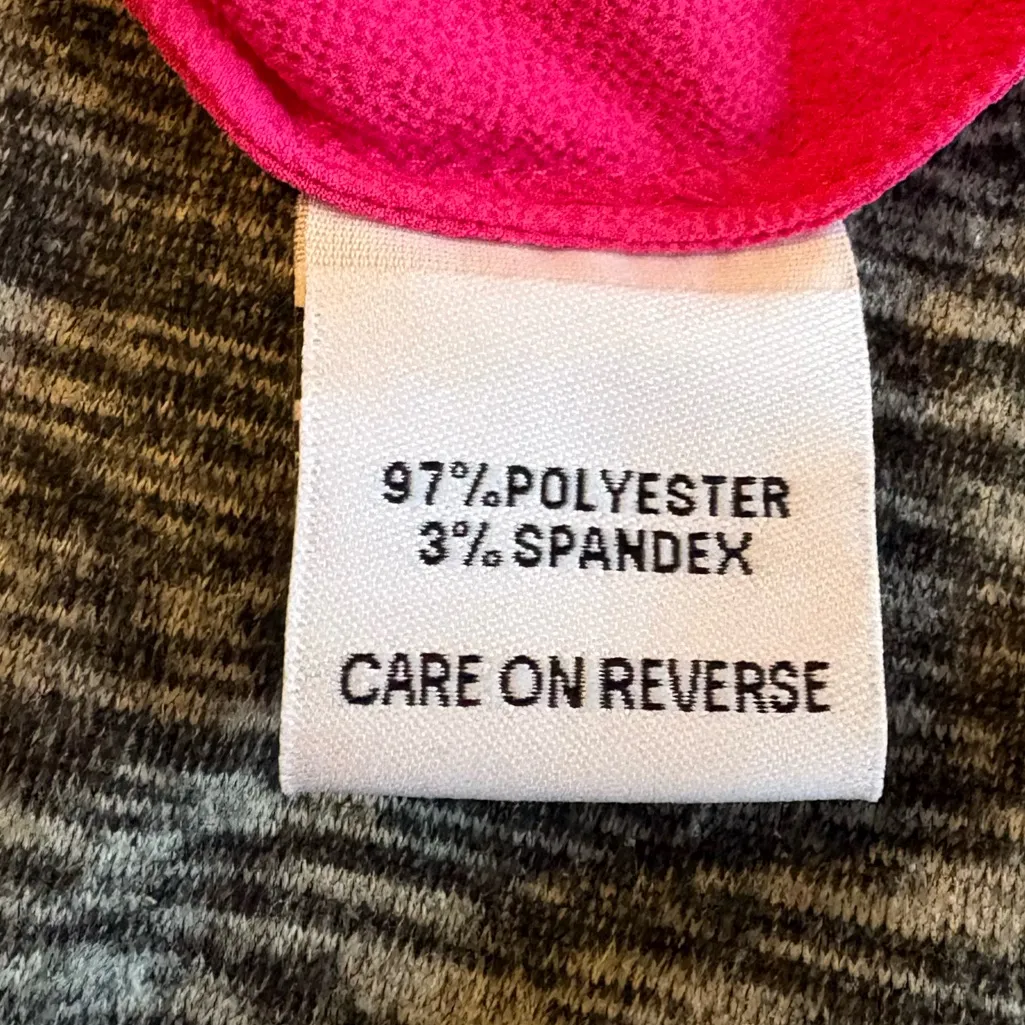 97%POLYESTER
3%SPANDEX
CARE ON REVERSE